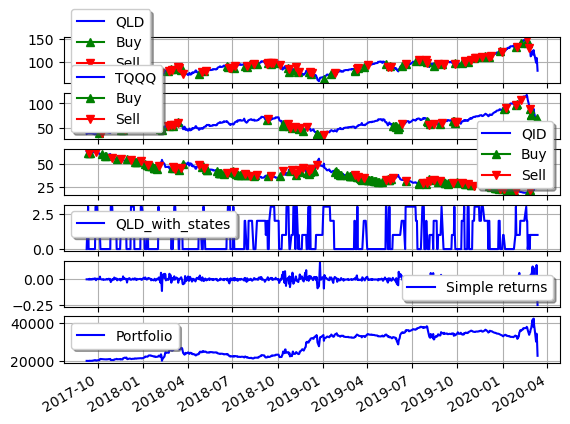 QLD
Buy
Sell
150
100
TQQQ
Buy
Sell
100
50
QID
Buy
Sell
50
25
QLD_with_states
2.5
0.0
Simple returns
0.00
−0.25
Portfolio
40000
20000
2017-10
2018-01
2018-04
2018-07
2018-10
2019-01
2019-04
2019-07
2019-10
2020-01
2020-04